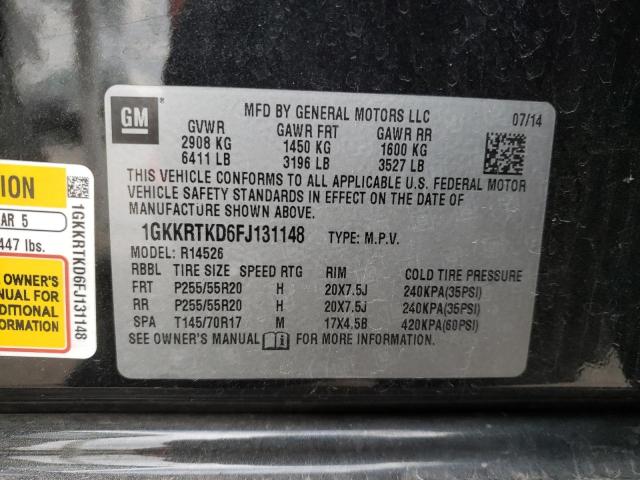 GM
MFD BY GENERAL MOTORS LLC
07/14
GVWR GAWR FRT GAWR RR
2908 KG 1450 KG 1600 KG
6411 LB 3196 LB 3527 LB
THIS VEHICLE CONFORMS TO ALL APPLICABLE U.S. FEDERAL MOTOR
VEHICLE SAFETY STANDARDS IN EFFECT ON THE DATE OF
MANUFACTURE SHOWN ABOVE.
1GKKRTKD6FJ131148 TYPE: M.P.V.
MODEL: R14526
RBBL TIRE SIZE SPEED RTG RIM COLD TIRE PRESSURE
FRT P255/55R20 H 20X7.5J 240KPA(35PSI)
RR P255/55R20 H 20X7.5J 240KPA(35PSI)
SPA T145/70R17 M 17X4.5B 420KPA(60PSI)
SEE OWNER'S MANUAL i FOR MORE INFORMATION.
TION
AR 5
447 lbs.
OWNER'S
NUAL FOR
DITIONAL
ORMATION
1GKKRTKD6FJ131148